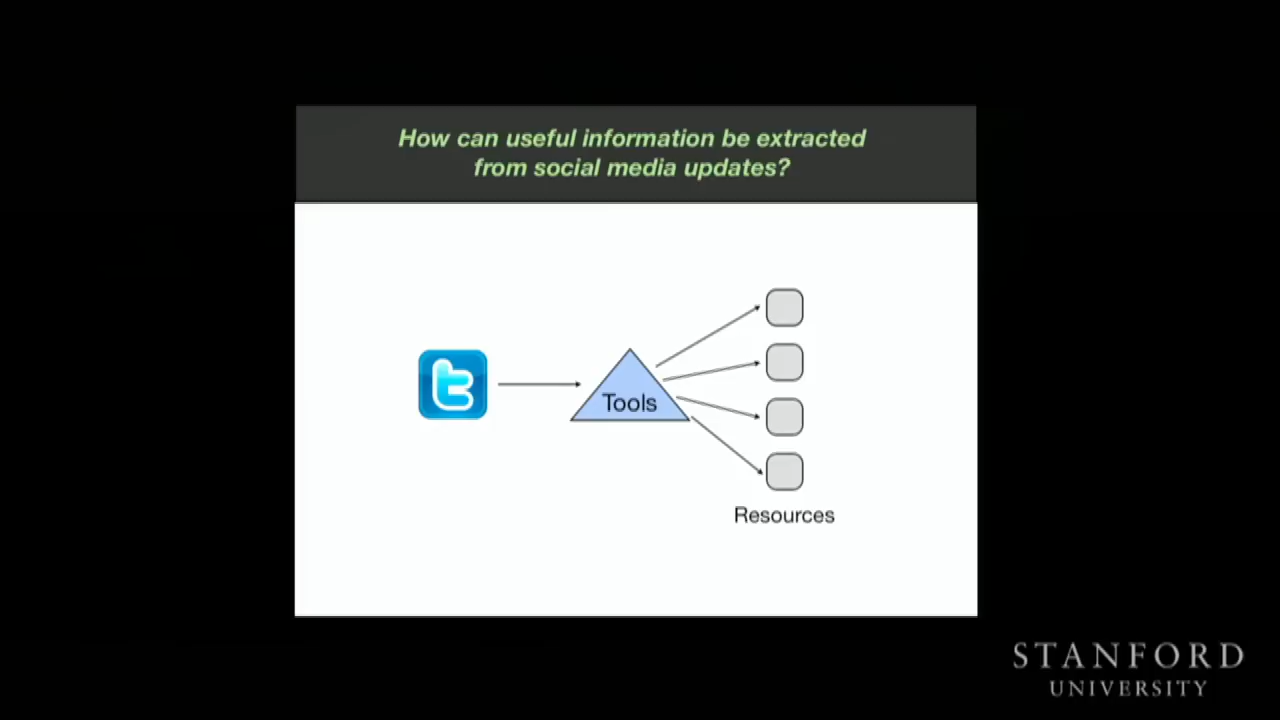 How can useful information be extracted
from social media updates?
Tools
Resources
STANFORD
UNIVERSITY